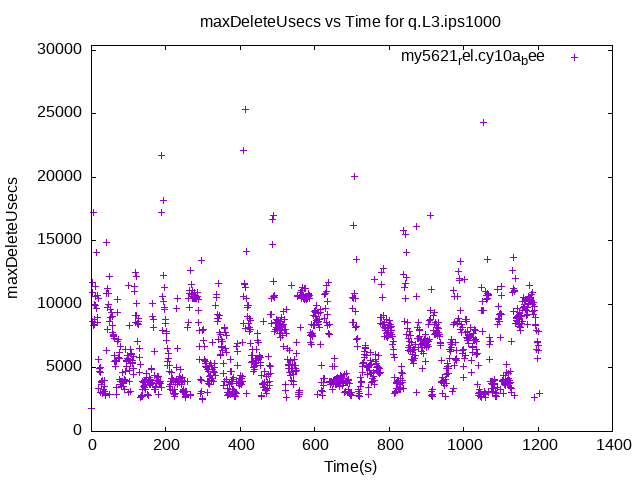 maxDeleteUsecs vs Time for q.L3.ips1000
my5621rel.cy10abee
30000
25000
20000
15000
10000
5000
0
maxDeleteUsecs
0 200 400 600 800 1000 1200 1400
Time(s)